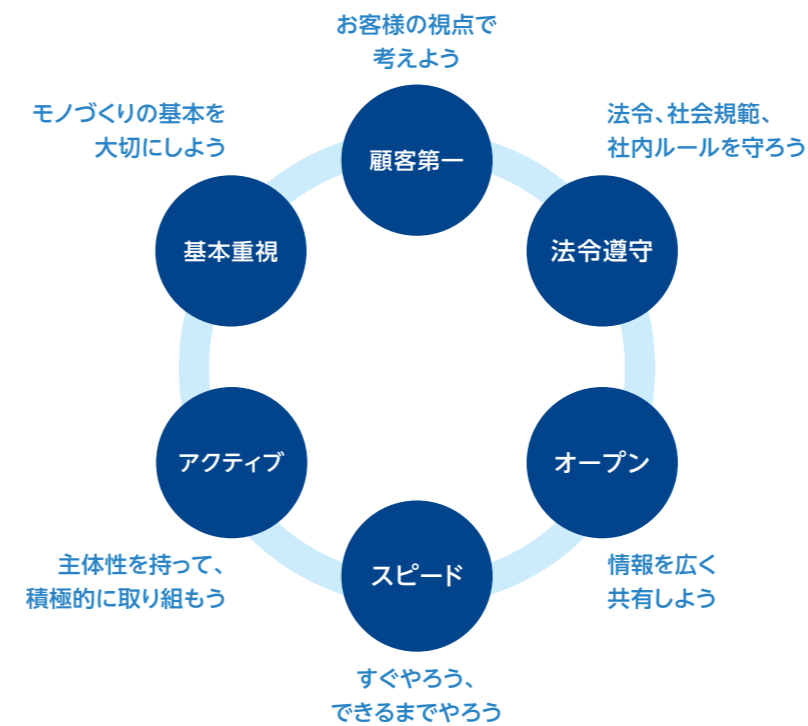 お客様の視点で
考えよう
顧客第一
法令、社会規範、
社内ルールを守ろう
法令遵守
オープン
情報を広く
共有しよう
スピード
すぐやろう、
できるまでやろう
アクティブ
主体性を持って、
積極的に取り組もう
モノづくりの基本を
大切にしよう
基本重視